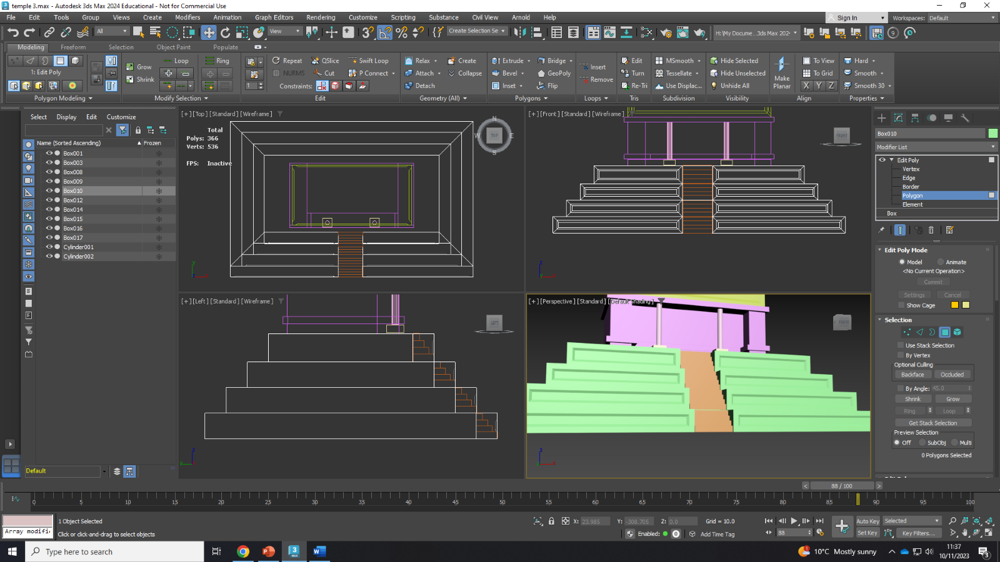 temple 3.max - Autodesk 3ds Max 2024 Educational - Not for Commercial Use
File Edit Tools Group Views Create Modifiers Animation Graph Editors Rendering Customize Scripting Substance Civil View Arnold Help
Sign In Workspaces: Default
All View Create Selection Se H:\My Docume...3ds Max 202
Modeling Freeform Selection Object Paint Populate
1: Edit Poly
Polygon Modeling
Grow Loop Ring
Shrink
Modify Selection
Repeat QSlice Swift Loop
NURMS Cut P Connect
1 Constraints:
Edit
Relax Create
Attach Collapse
Detach
Geometry (All)
Extrude Bridge
Bevel GeoPoly
Inset Flip
Polygons
Insert
Remove
Loops
Edit
Turn
Re-Tri
Tris
MSmooth
Tessellate
Use Displac...
Subdivision
Hide Selected
Hide Unselected
Unhide All
Visibility
Make Planar
To View
To Grid
X Y Z
Align
Hard
Smooth
Smooth 30
Properties
Select Display Edit Customize
Name (Sorted Ascending) Frozen
Box001
Box003
Box008
Box009
Box010
Box012
Box014
Box015
Box016
Box017
Cylinder001
Cylinder002
Default
[+] [Top] [Standard] [Wireframe]
Total
Polys: 366
Verts: 536
FPS: Inactive
N
W TOP E
S
[+] [Front] [Standard] [Wireframe]
FRONT
[+] [Left] [Standard] [Wireframe]
LEFT
[+] [Perspective] [Standard] [Default Shading]
FRONT
Box010
Modifier List
Edit Poly
Vertex
Edge
Border
Polygon
Element
Box
Edit Poly Mode
Model Animate
<No Current Operation>
Commit
Settings Cancel
Show Cage
Selection
Use Stack Selection
By Vertex
Optional Culling
Backface Occluded
By Angle: 45.0
Shrink Grow
Ring Loop
Get Stack Selection
Preview Selection
Off SubObj Multi
0 Polygons Selected
< 88 / 100 >
0 5 10 15 20 25 30 35 40 45 50 55 60 65 70 75 80 85 90 95 100
1 Object Selected
Array modifi
Click or click-and-drag to select objects
X: 23.985 Y: -308.705 Z: 0.0 Grid = 10.0
Enabled: 0 Add Time Tag
88
Auto Key Selected
Set Key Key Filters...
Type here to search
10°C Mostly sunny
11:37
10/11/2023
3